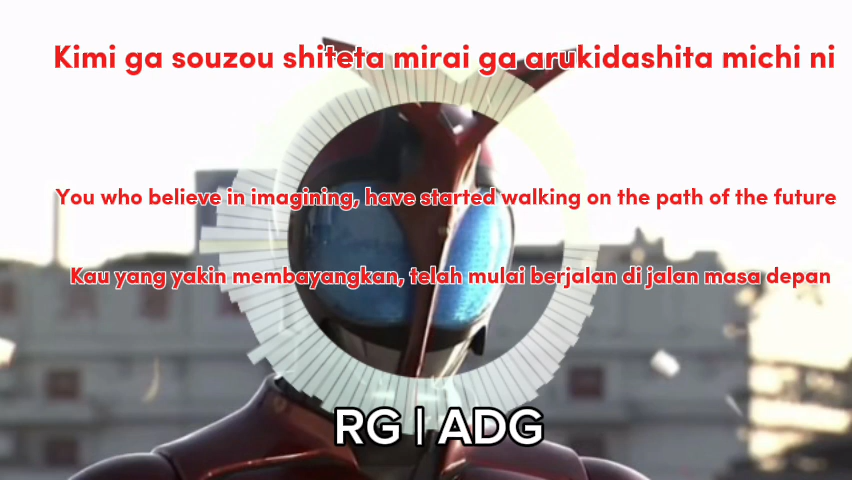 Kimi ga souzou shiteta mirai ga arukidashita michi ni
You who believe in imagining, have started walking on the path of the future
Kau yang yakin membayangkan, telah mulai berjalan di jalan masa depan
RG | ADG